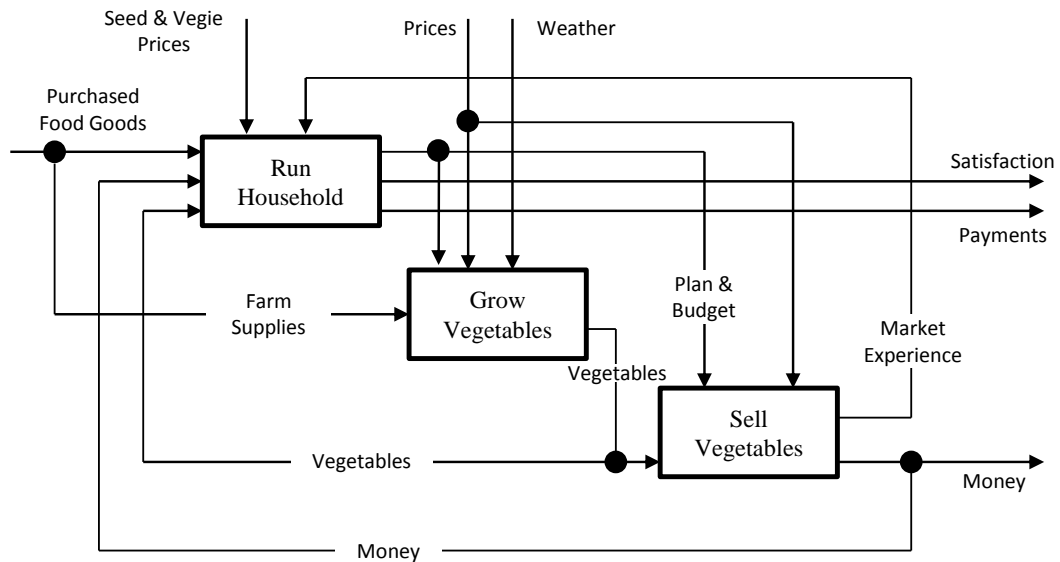 Seed & Vegie
Prices
Prices
Weather
Purchased
Food Goods
Run
Household
Satisfaction
Payments
Farm
Supplies
Grow
Vegetables
Plan &
Budget
Market
Experience
Vegetables
Sell
Vegetables
Vegetables
Money
Money